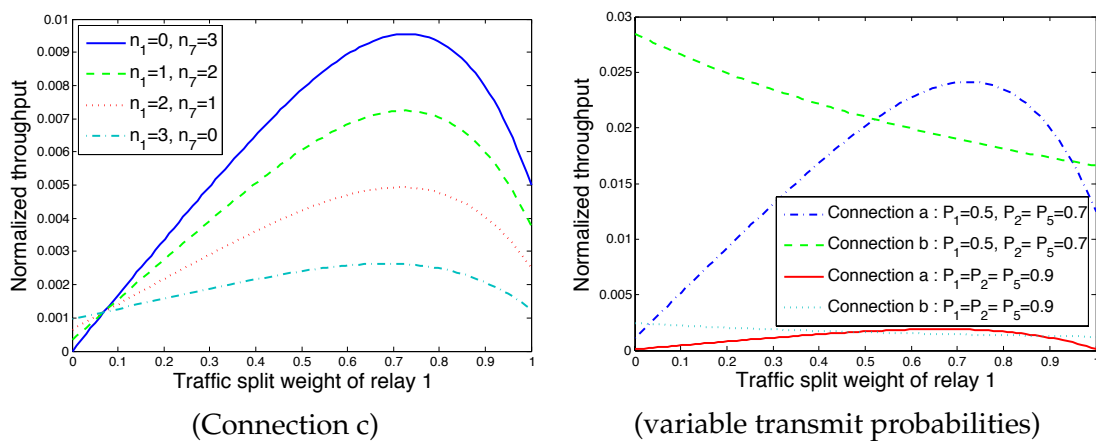 0.01
0.009
0.008
0.007
0.006
0.005
0.004
0.003
0.002
0.001
0
Normalized throughput
n1=0, n7=3
n1=1, n7=2
n1=2, n7=1
n1=3, n7=0
0 0.1 0.2 0.3 0.4 0.5 0.6 0.7 0.8 0.9 1
Traffic split weight of relay 1
(Connection c)
0.03
0.025
0.02
0.015
0.01
0.005
0
Normalized throughput
Connection a : P1=0.5, P2= P5=0.7
Connection b : P1=0.5, P2= P5=0.7
Connection a : P1=P2= P5=0.9
Connection b : P1=P2= P5=0.9
0 0.1 0.2 0.3 0.4 0.5 0.6 0.7 0.8 0.9 1
Traffic split weight of relay 1
(variable transmit probabilities)